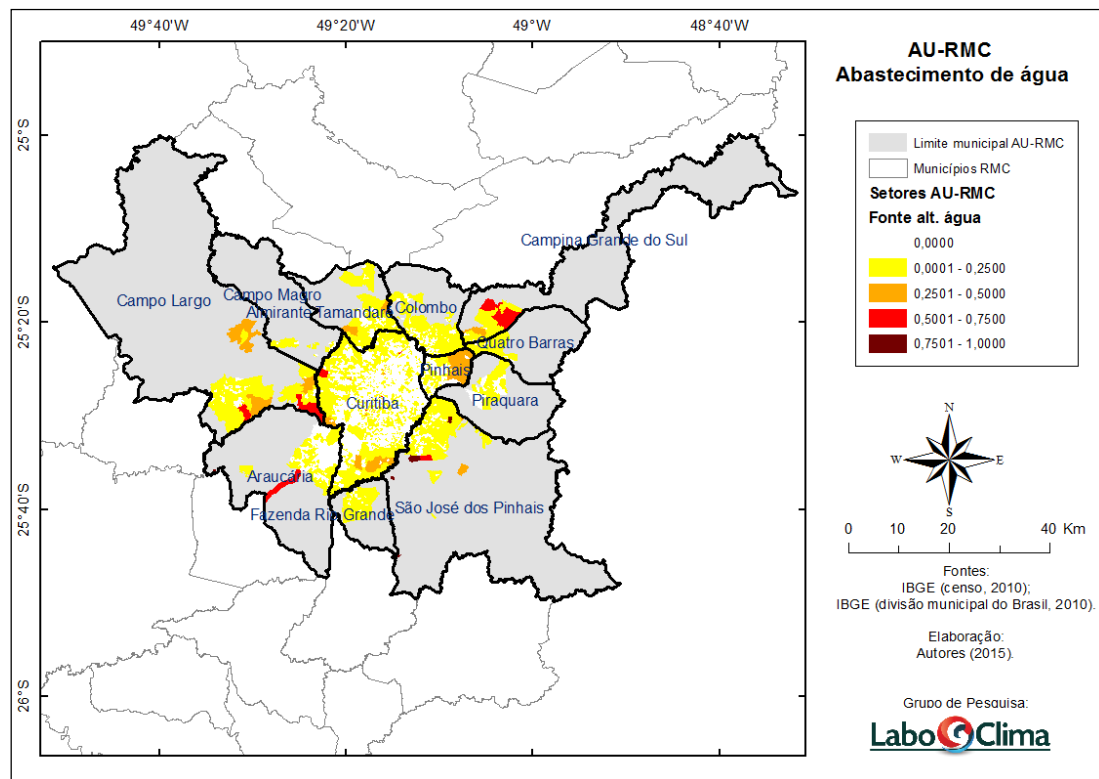 49°40'W 49°20'W 49°0'W 48°40'W
25°S
25°20'S
25°40'S
26°S
Campina Grande do Sul
Campo Largo
Campo Magro
Almirante Tamandaré
Colombo
Quatro Barras
Pinhais
Piraquara
Curitiba
Araucária
Fazenda Rio Grande
São José dos Pinhais
AU-RMC
Abastecimento de água
Limite municipal AU-RMC
Municípios RMC
Setores AU-RMC
Fonte alt. água
0,0000
0,0001 - 0,2500
0,2501 - 0,5000
0,5001 - 0,7500
0,7501 - 1,0000
N
W E
S
0 10 20 40 Km
Fontes:
IBGE (censo, 2010);
IBGE (divisão municipal do Brasil, 2010).
Elaboração:
Autores (2015).
Grupo de Pesquisa:
Labo Clima